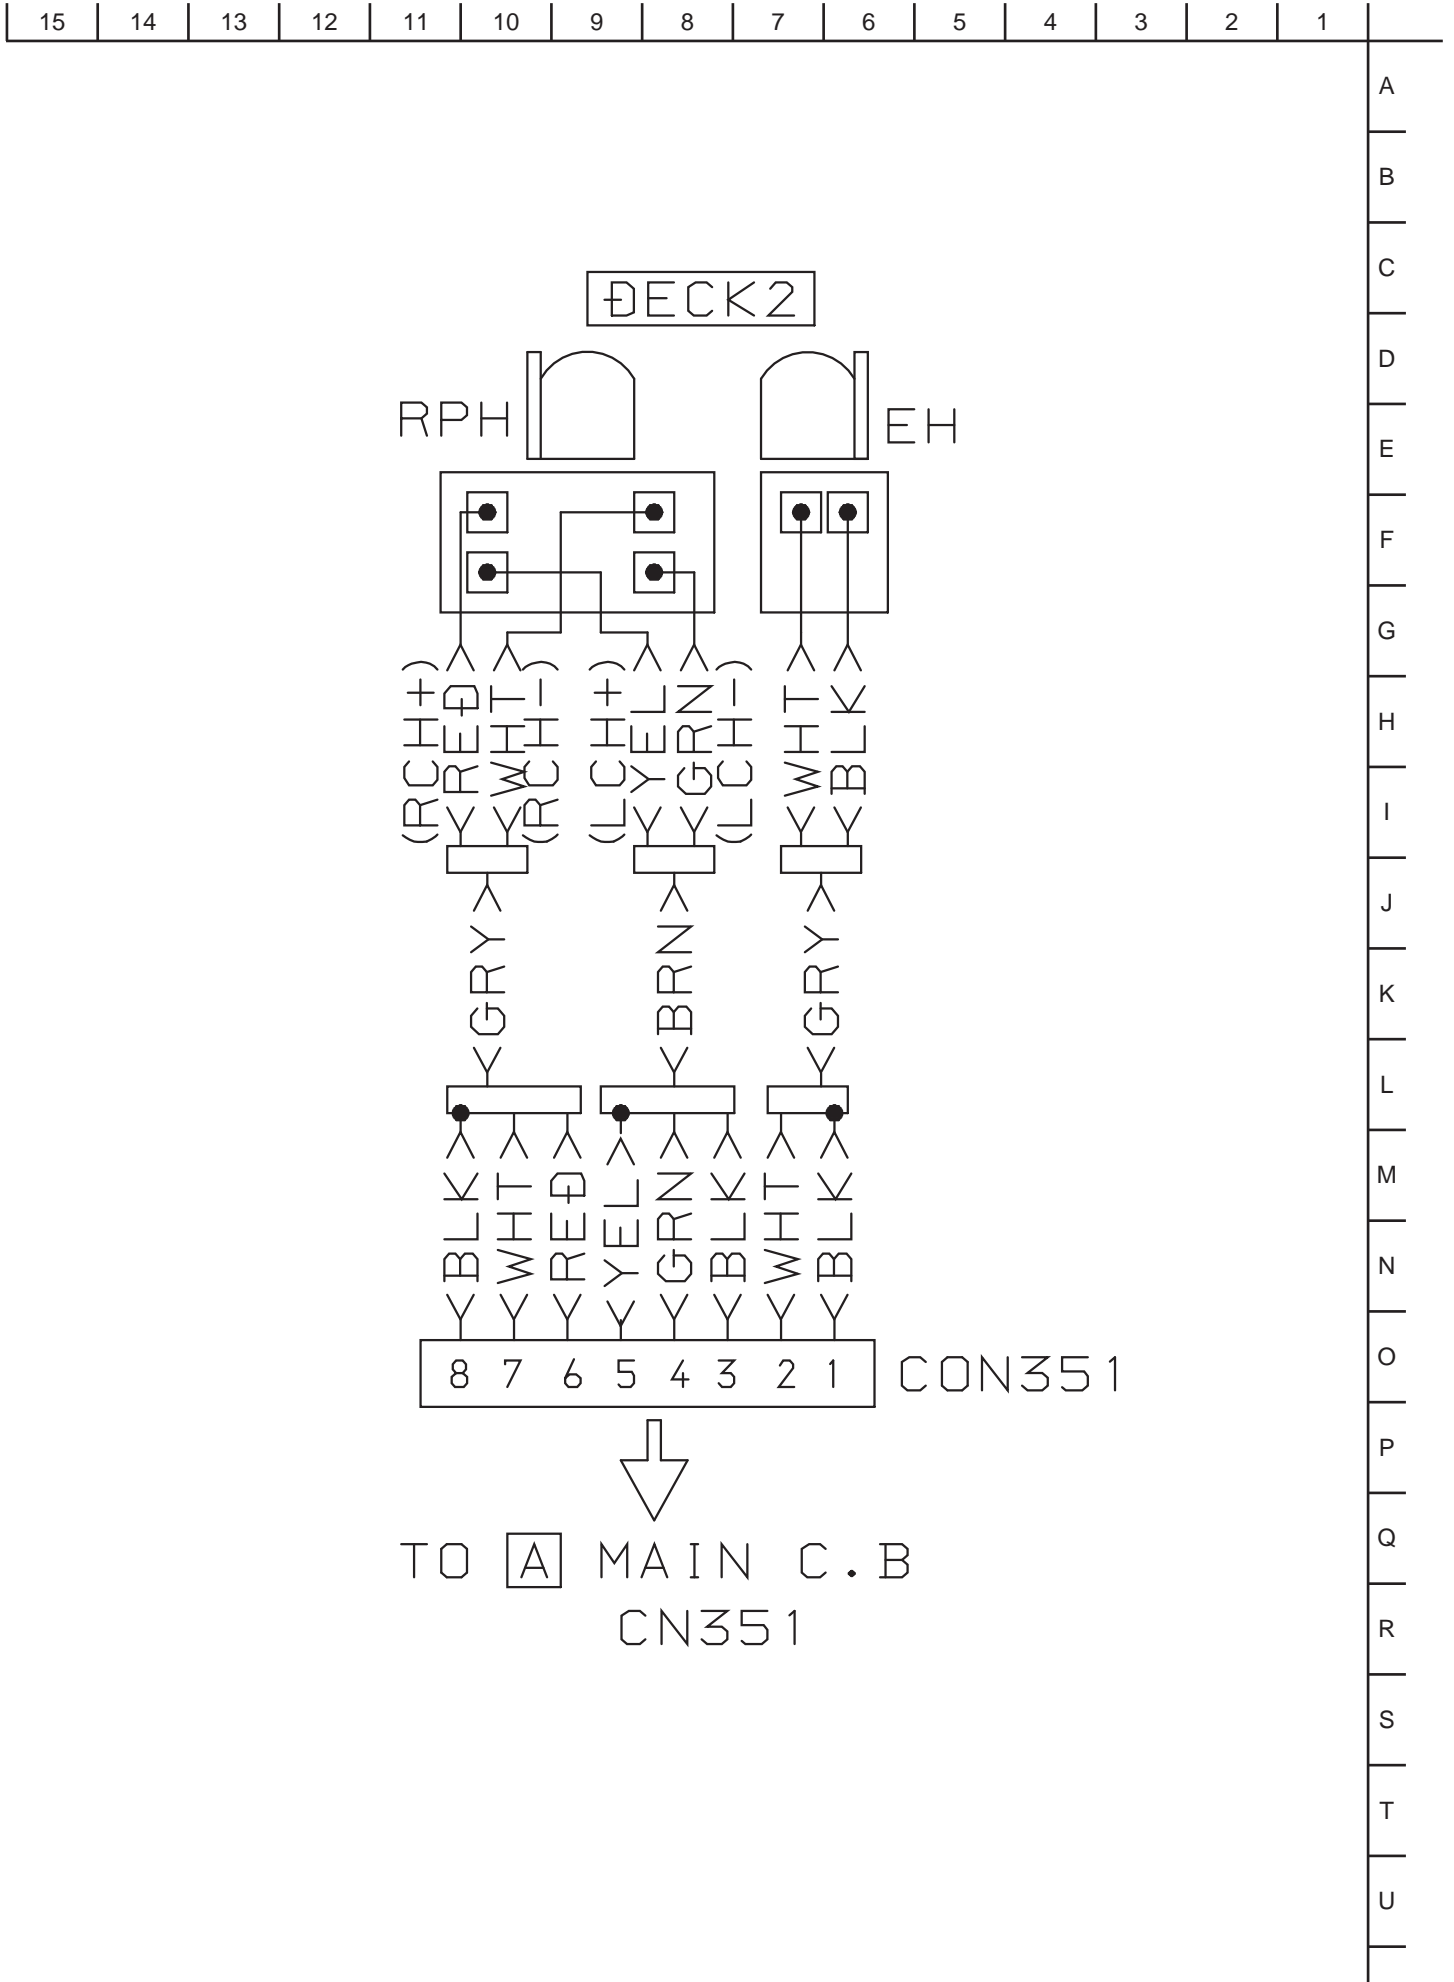 15 14 13 12 11 10 9 8 7 6 5 4 3 2 1
A
B
C
DECK2
D
RPH
EH
E
F
G
(RCH+)
RED
WHT
(RCH-)
(LCH+)
YEL
GRN
(LCH-)
WHT
BLK
H
I
J
GRY
BRN
GRY
K
L
BLK
WHT
RED
YEL
GRN
BLK
WHT
BLK
M
N
8 7 6 5 4 3 2 1 CON351
O
P
TO A MAIN C.B
Q
CN351
R
S
T
U